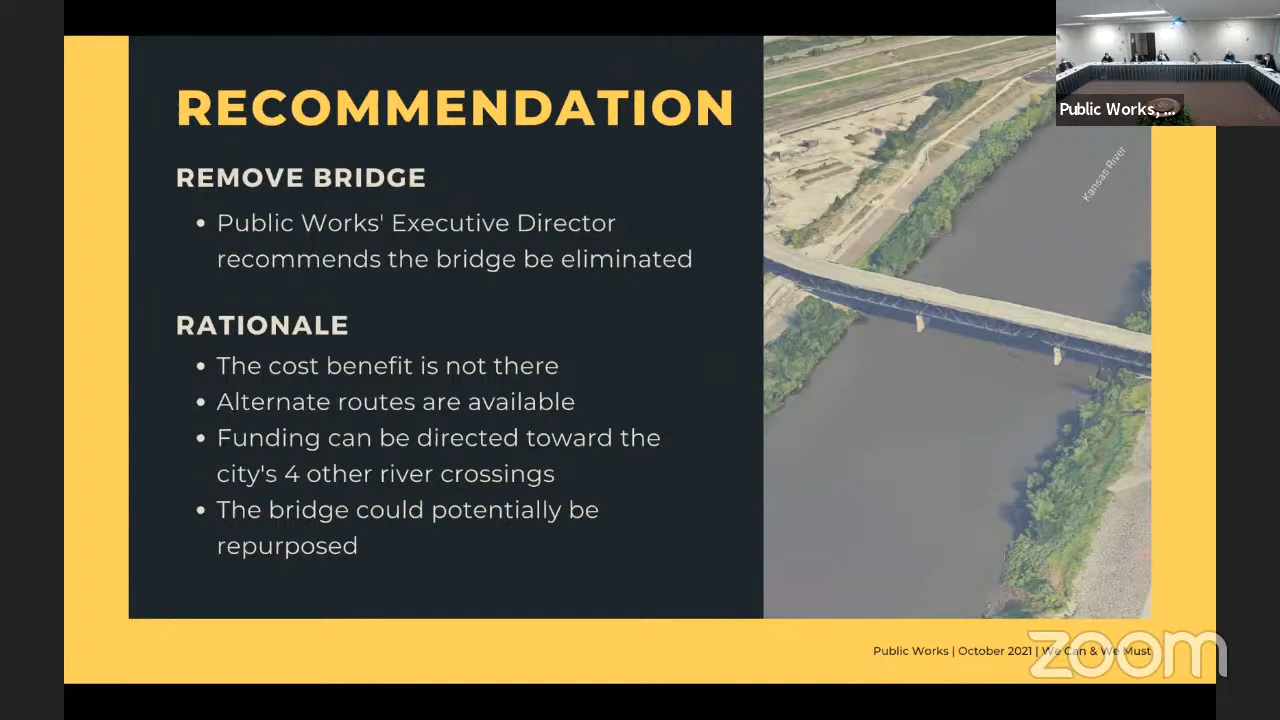 RECOMMENDATION
REMOVE BRIDGE
• Public Works' Executive Director
recommends the bridge be eliminated
RATIONALE
• The cost benefit is not there
• Alternate routes are available
• Funding can be directed toward the
city's 4 other river crossings
• The bridge could potentially be
repurposed
Kansas River
Public Works, ...
Public Works | October 2021 | We Can & We Must
zoom